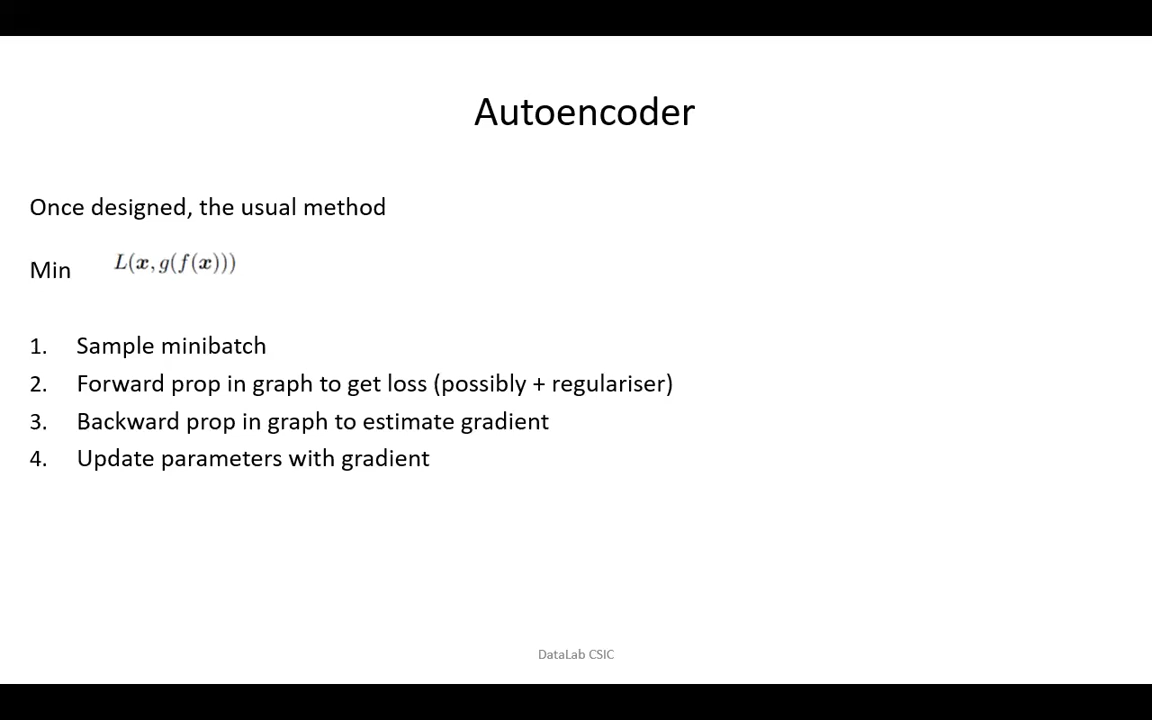 Autoencoder
Once designed, the usual method
Min L(x, g(f(x)))
1. Sample minibatch
2. Forward prop in graph to get loss (possibly + regulariser)
3. Backward prop in graph to estimate gradient
4. Update parameters with gradient
DataLab CSIC